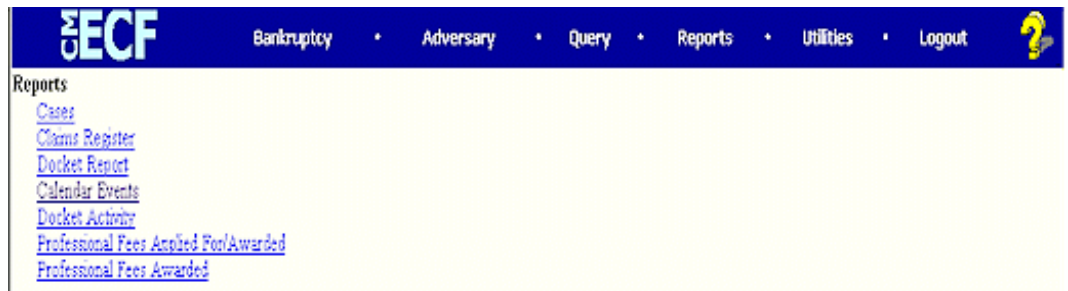 CM ECF Bankruptcy • Adversary • Query • Reports • Utilities • Logout ?
Reports
Cases
Claims Register
Docket Report
Calendar Events
Docket Activity
Professional Fees Applied For/Awarded
Professional Fees Awarded